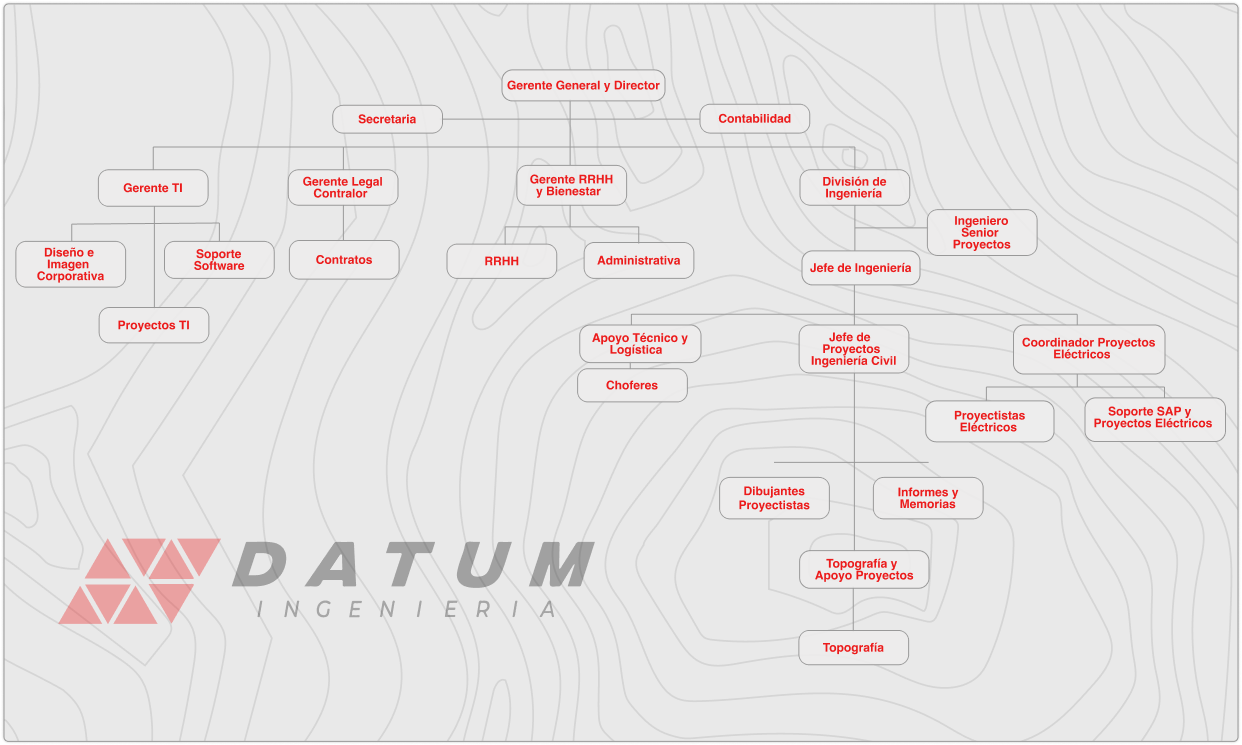 Gerente General y Director
Secretaria
Contabilidad
Gerente TI
Gerente Legal
Contralor
Gerente RRHH
y Bienestar
División de
Ingeniería
Ingeniero
Senior
Proyectos
Diseño e
Imagen
Corporativa
Soporte
Software
Contratos
RRHH
Administrativa
Jefe de Ingeniería
Proyectos TI
Apoyo Técnico y
Logística
Jefe de
Proyectos
Ingeniería Civil
Coordinador Proyectos
Eléctricos
Choferes
Proyectistas
Eléctricos
Soporte SAP y
Proyectos Eléctricos
Dibujantes
Proyectistas
Informes y
Memorias
Topografía y
Apoyo Proyectos
Topografía
DATUM
INGENIERIA